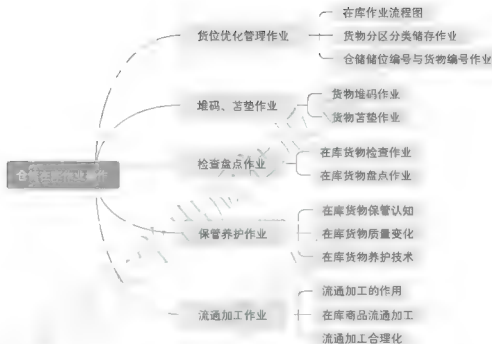 货位优化管理作业
在库作业流程图
货物分区分类储存作业
仓储储位编号与货物编号作业
堆码、苫垫作业
货物堆码作业
货物苫垫作业
仓储在库作业操作
检查盘点作业
在库货物检查作业
在库货物盘点作业
保管养护作业
在库货物保管认知
在库货物质量变化
在库货物养护技术
流通加工作业
流通加工的作用
在库商品流通加工
流通加工合理化